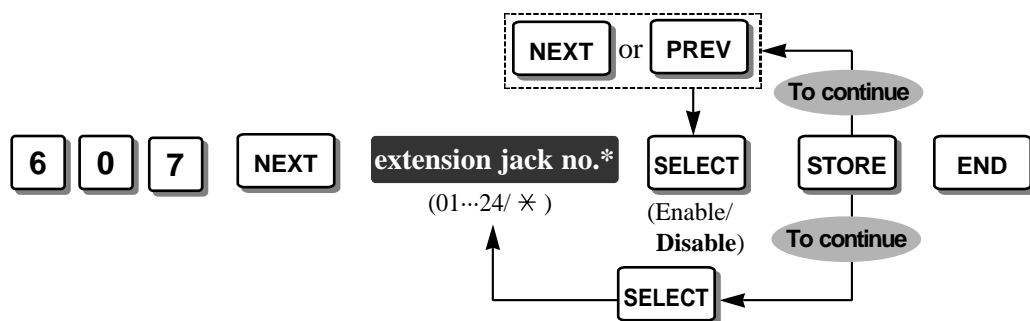 NEXT or PREV
To continue
6 0 7 NEXT extension jack no.* SELECT STORE END
(01···24/ ✳ )
(Enable/
Disable)
To continue
SELECT